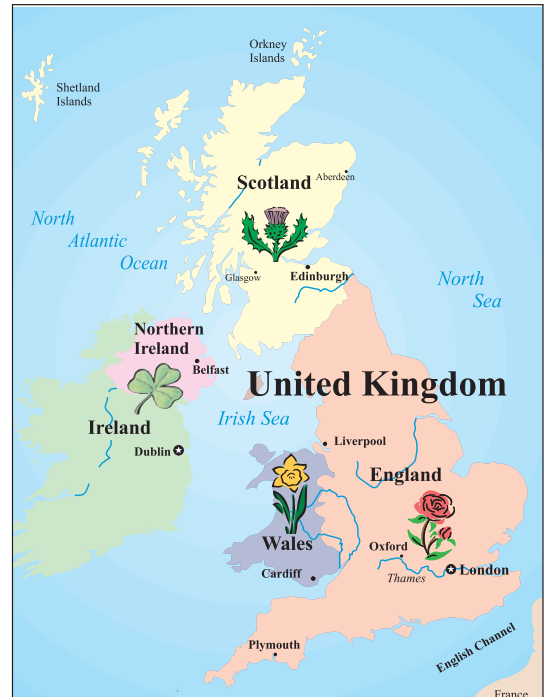 Orkney
Islands
Shetland
Islands
Scotland
Aberdeen
North
Atlantic
Ocean
Glasgow
Edinburgh
North
Sea
Northern
Ireland
Belfast
United Kingdom
Irish Sea
Ireland
Dublin
Liverpool
England
Wales
Oxford
Cardiff
Thames
London
Plymouth
English Channel
France